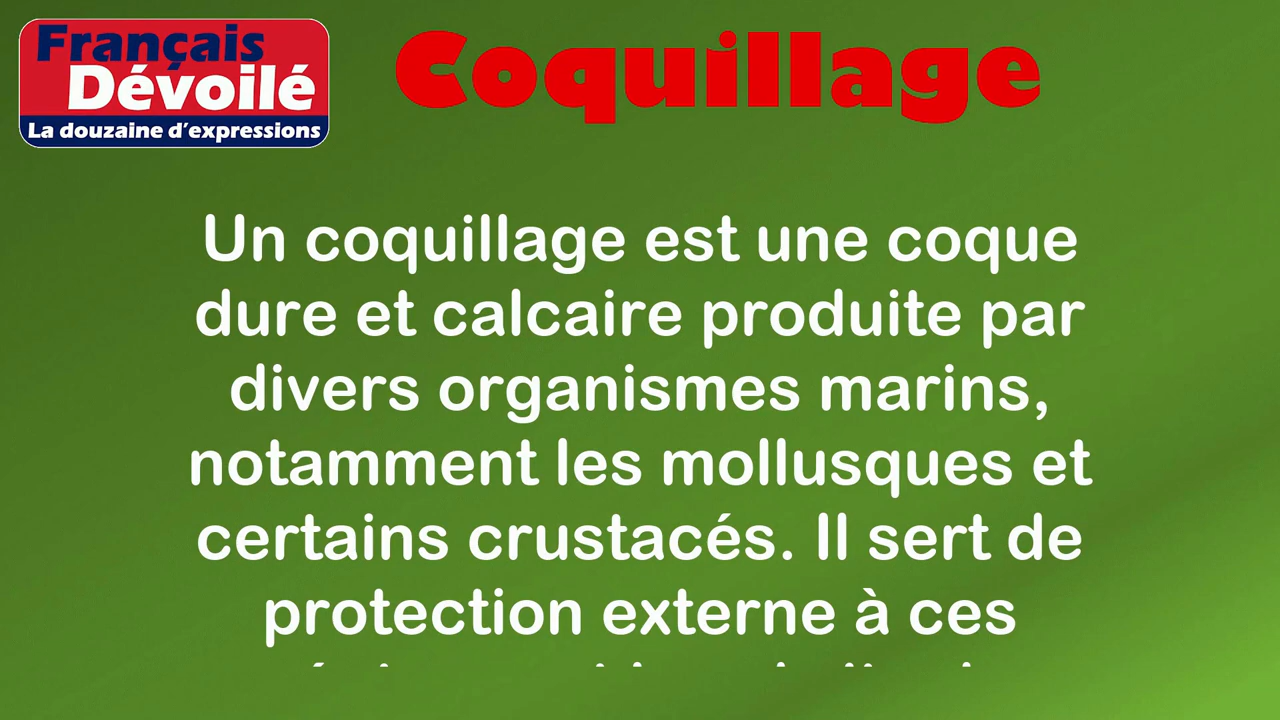 Français
Dévoilé
La douzaine d'expressions
Coquillage
Un coquillage est une coque
dure et calcaire produite par
divers organismes marins,
notamment les mollusques et
certains crustacés. Il sert de
protection externe à ces